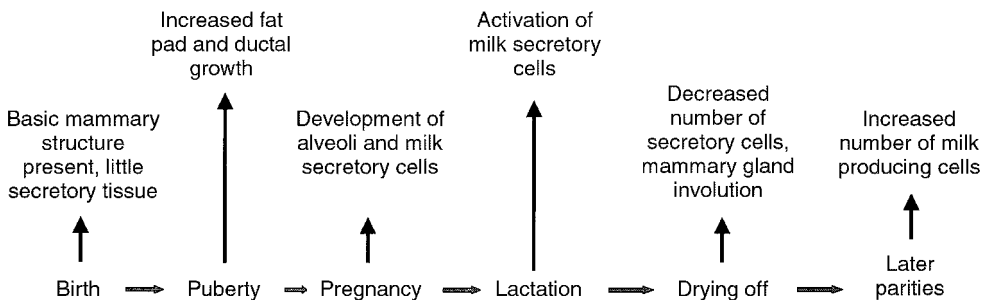 Increased fat
pad and ductal
growth
Activation of
milk secretory
cells
Basic mammary
structure
present, little
secretory tissue
Development of
alveoli and milk
secretory cells
Decreased
number of
secretory cells,
mammary gland
involution
Increased
number of milk
producing cells
Birth
Puberty
Pregnancy
Lactation
Drying off
Later
parities